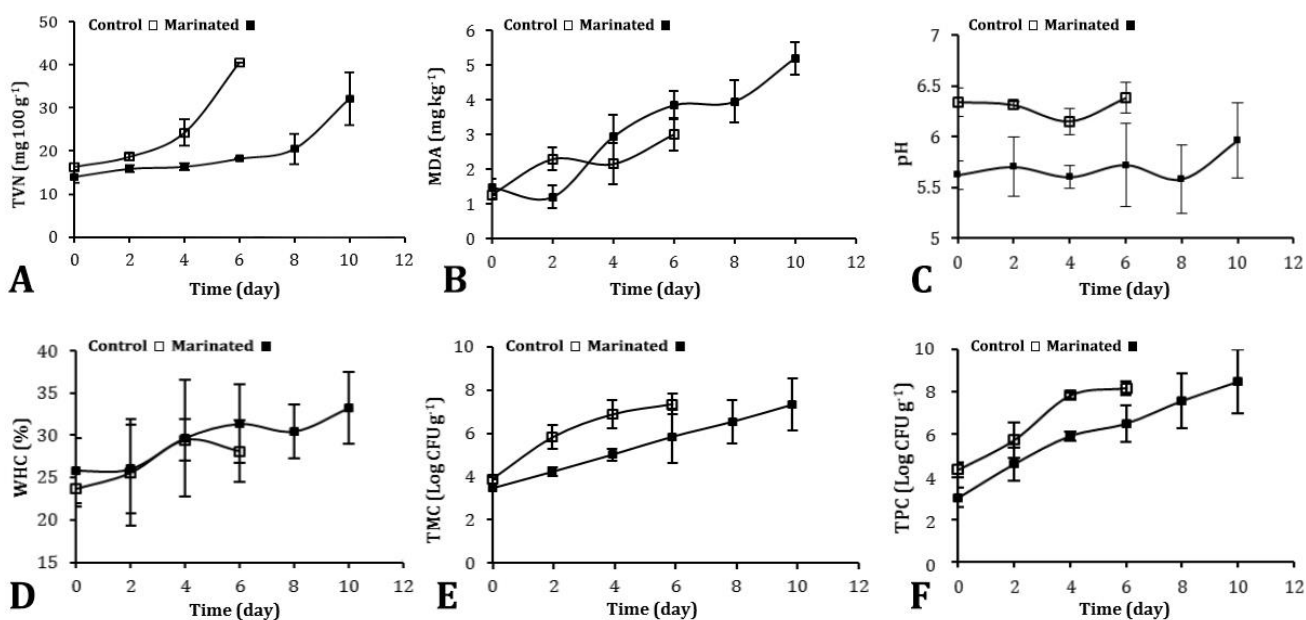 Control □ Marinated ■
TVN (mg 100 g-1)
50
40
30
20
10
0
0 2 4 6 8 10 12
Time (day)
A
Control □ Marinated ■
MDA (mg kg-1)
6
5
4
3
2
1
0
0 2 4 6 8 10 12
Time (day)
B
Control □ Marinated ■
pH
7
6.5
6
5.5
5
0 2 4 6 8 10 12
Time (day)
C
Control □ Marinated ■
WHC (%)
40
35
30
25
20
15
0 2 4 6 8 10 12
Time (day)
D
Control □ Marinated ■
TMC (Log CFU g-1)
10
8
6
4
2
0
0 2 4 6 8 10 12
Time (day)
E
Control □ Marinated ■
TPC (Log CFU g-1)
10
8
6
4
2
0
0 2 4 6 8 10 12
Time (day)
F